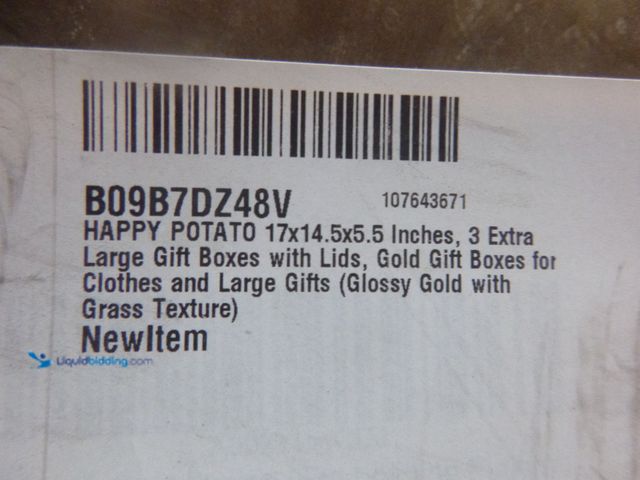 B09B7DZ48V 107643671
HAPPY POTATO 17x14.5x5.5 Inches, 3 Extra
Large Gift Boxes with Lids, Gold Gift Boxes for
Clothes and Large Gifts (Glossy Gold with
Grass Texture)
NewItem
Liquidbidding.com